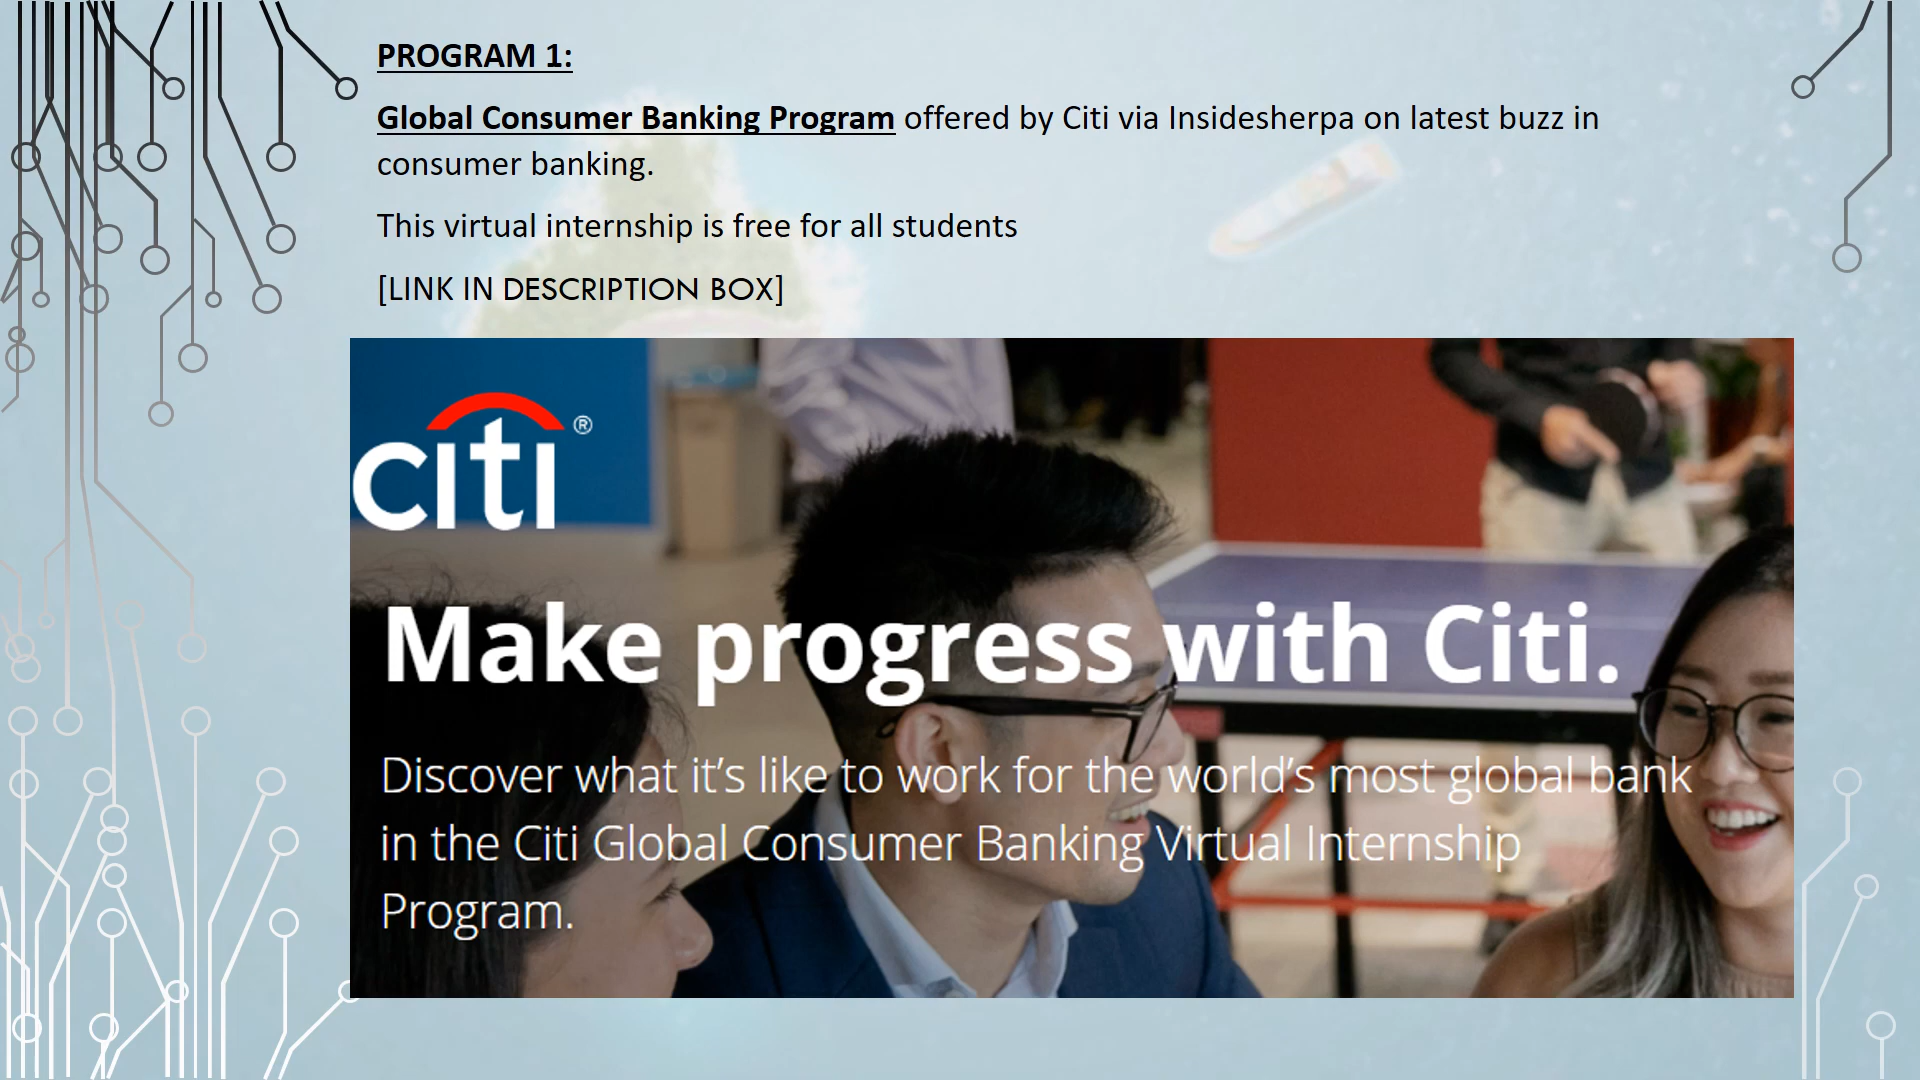 PROGRAM 1:
Global Consumer Banking Program offered by Citi via Insidesherpa on latest buzz in
consumer banking.
This virtual internship is free for all students
[LINK IN DESCRIPTION BOX]
citi®
Make progress with Citi.
Discover what it’s like to work for the world’s most global bank
in the Citi Global Consumer Banking Virtual Internship
Program.